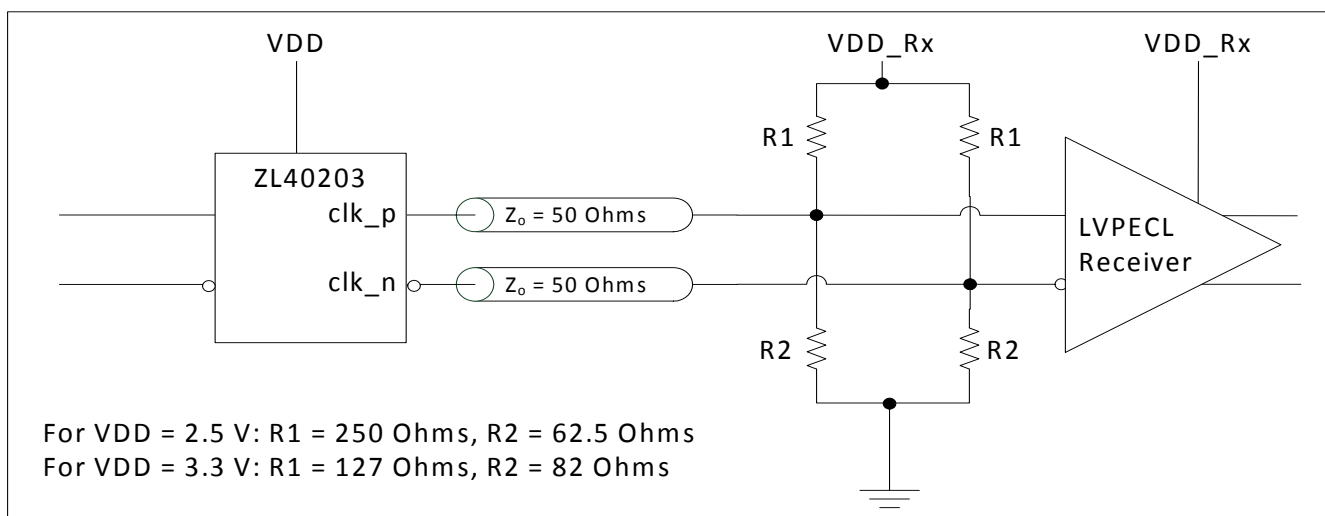 VDD
VDD_Rx
VDD_Rx
R1
R1
ZL40203
clk_p
Zo = 50 Ohms
LVPECL
Receiver
clk_n
Zo = 50 Ohms
R2
R2
For VDD = 2.5 V: R1 = 250 Ohms, R2 = 62.5 Ohms
For VDD = 3.3 V: R1 = 127 Ohms, R2 = 82 Ohms